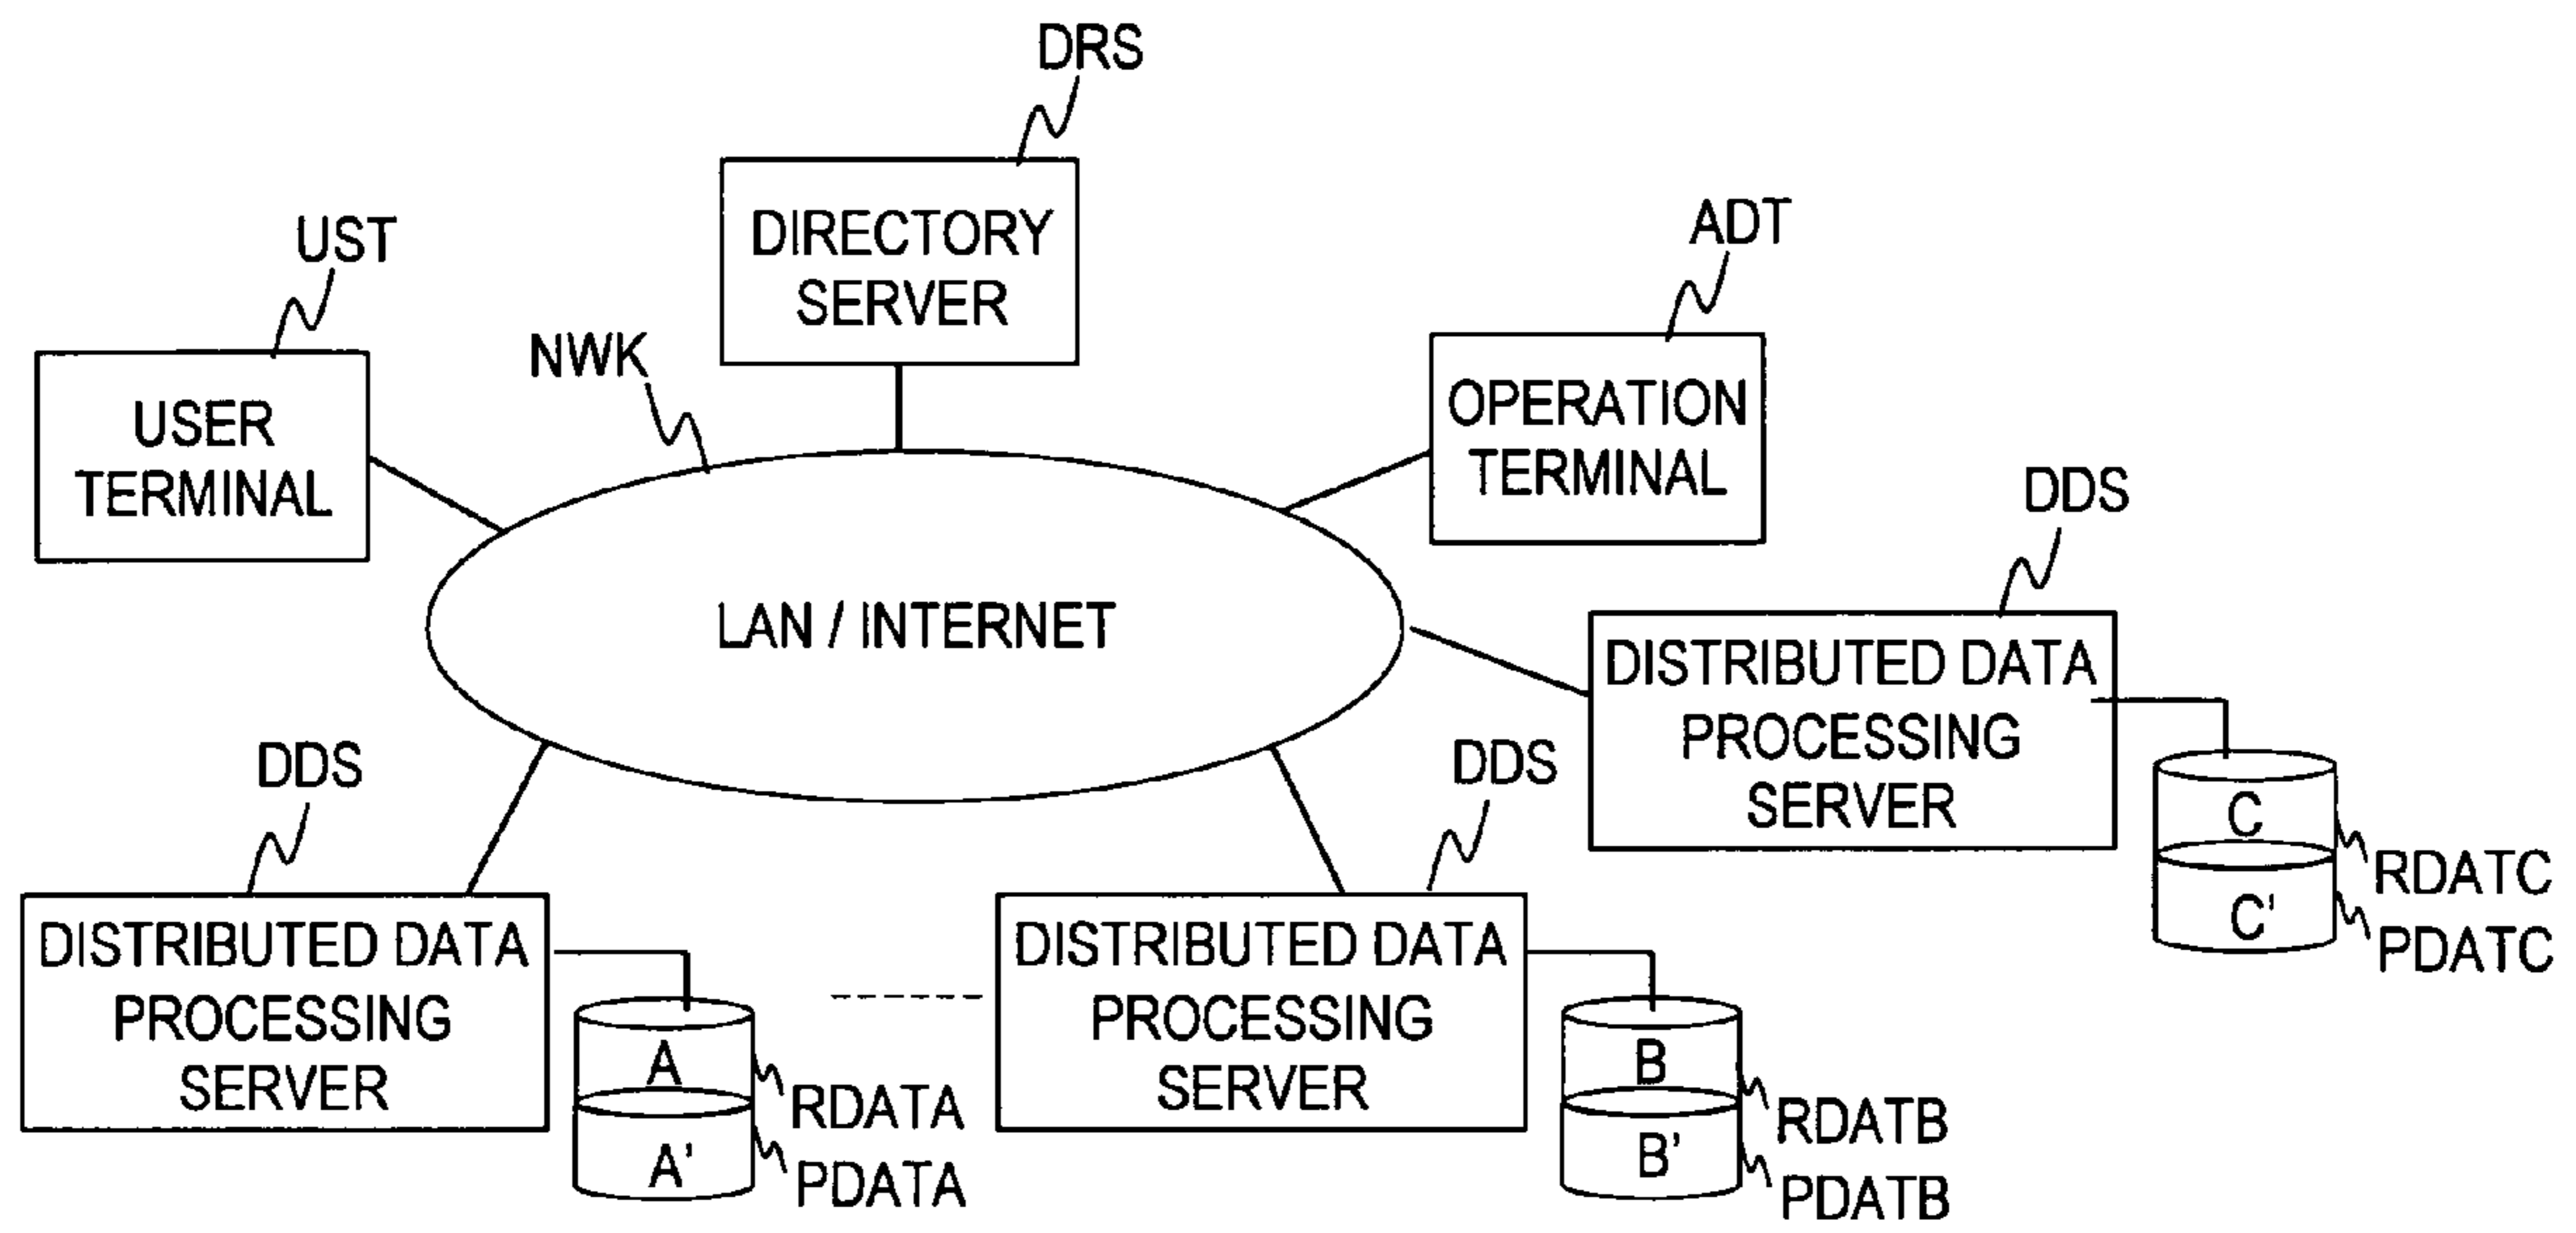 DRS
DIRECTORY
SERVER
UST
USER
TERMINAL
NWK
ADT
OPERATION
TERMINAL
LAN / INTERNET
DDS
DISTRIBUTED DATA
PROCESSING
SERVER
C
C'
RDATC
PDATC
DDS
DISTRIBUTED DATA
PROCESSING
SERVER
A
A'
RDATA
PDATA
DDS
DISTRIBUTED DATA
PROCESSING
SERVER
B
B'
RDATB
PDATB